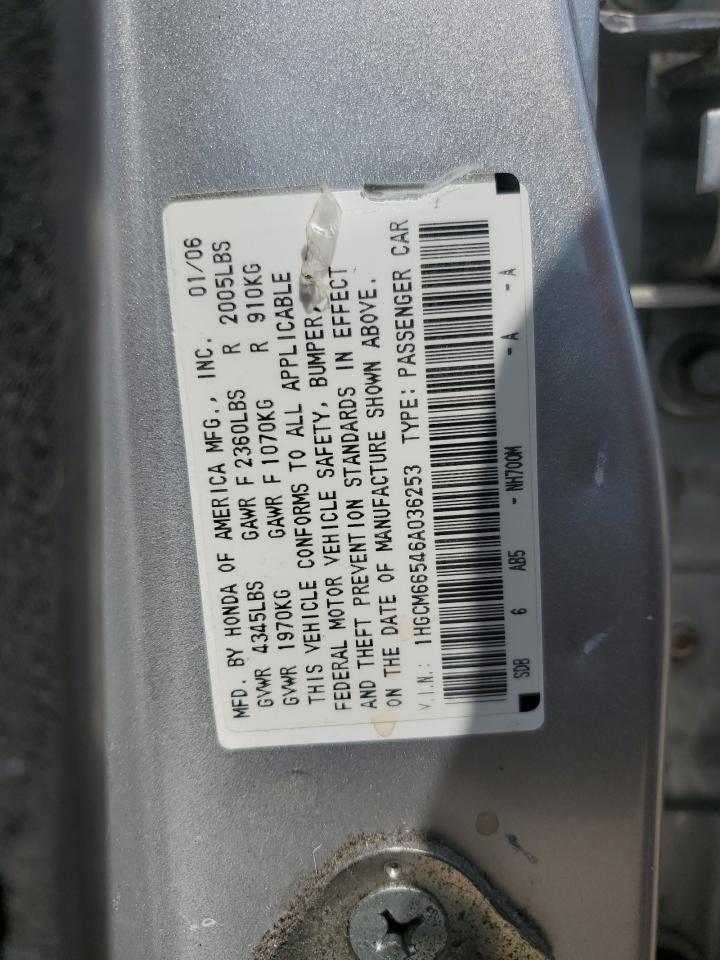 MFD. BY HONDA OF AMERICA MFG., INC. 01/06
GVWR 4345LBS GAWR F 2360LBS R 2005LBS
GVWR 1970KG GAWR F 1070KG R 910KG
THIS VEHICLE CONFORMS TO ALL APPLICABLE
FEDERAL MOTOR VEHICLE SAFETY, BUMPER,
AND THEFT PREVENTION STANDARDS IN EFFECT
ON THE DATE OF MANUFACTURE SHOWN ABOVE.
V.I.N.: 1HGCM66546A036253 TYPE: PASSENGER CAR
SDB 6 AB5 - NH700M - A - A